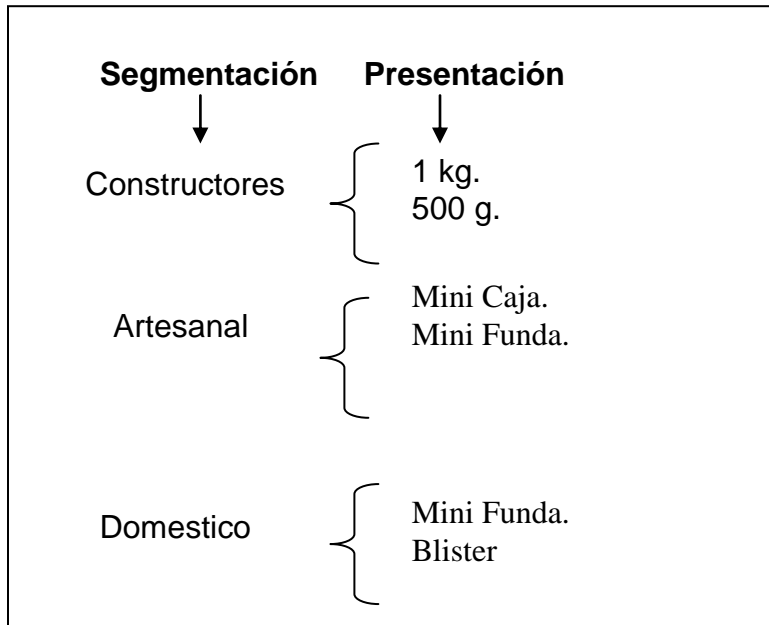 Segmentación Presentación
Constructores
1 kg.
500 g.
Artesanal
Mini Caja.
Mini Funda.
Domestico
Mini Funda.
Blister